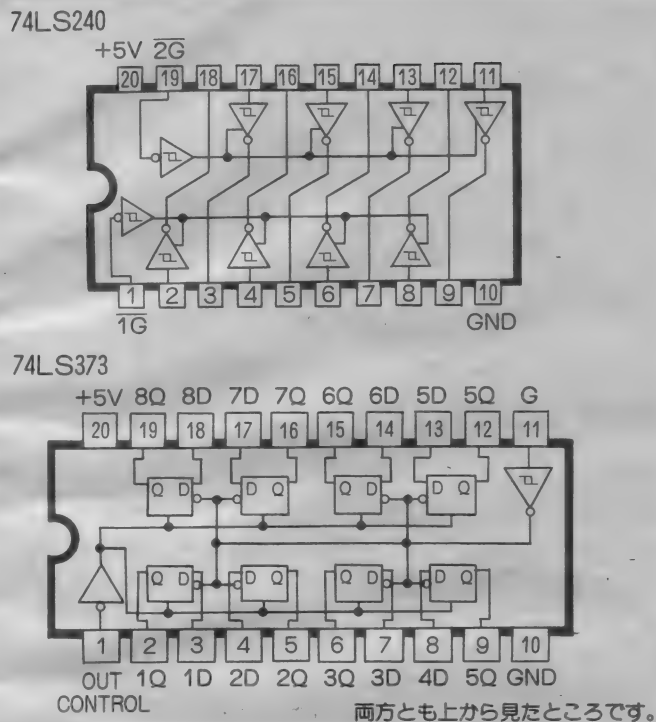 74LS240
+5V 2G
20 19 18 17 16 15 14 13 12 11
1 2 3 4 5 6 7 8 9 10
1G GND
74LS373
+5V 8Q 8D 7D 7Q 6Q 6D 5D 5Q G
20 19 18 17 16 15 14 13 12 11
Q D D Q Q D D Q
Q D D Q Q D D Q
1 2 3 4 5 6 7 8 9 10
OUT 1Q 1D 2D 2Q 3Q 3D 4D 5Q GND
CONTROL
両方とも上から見たところです。